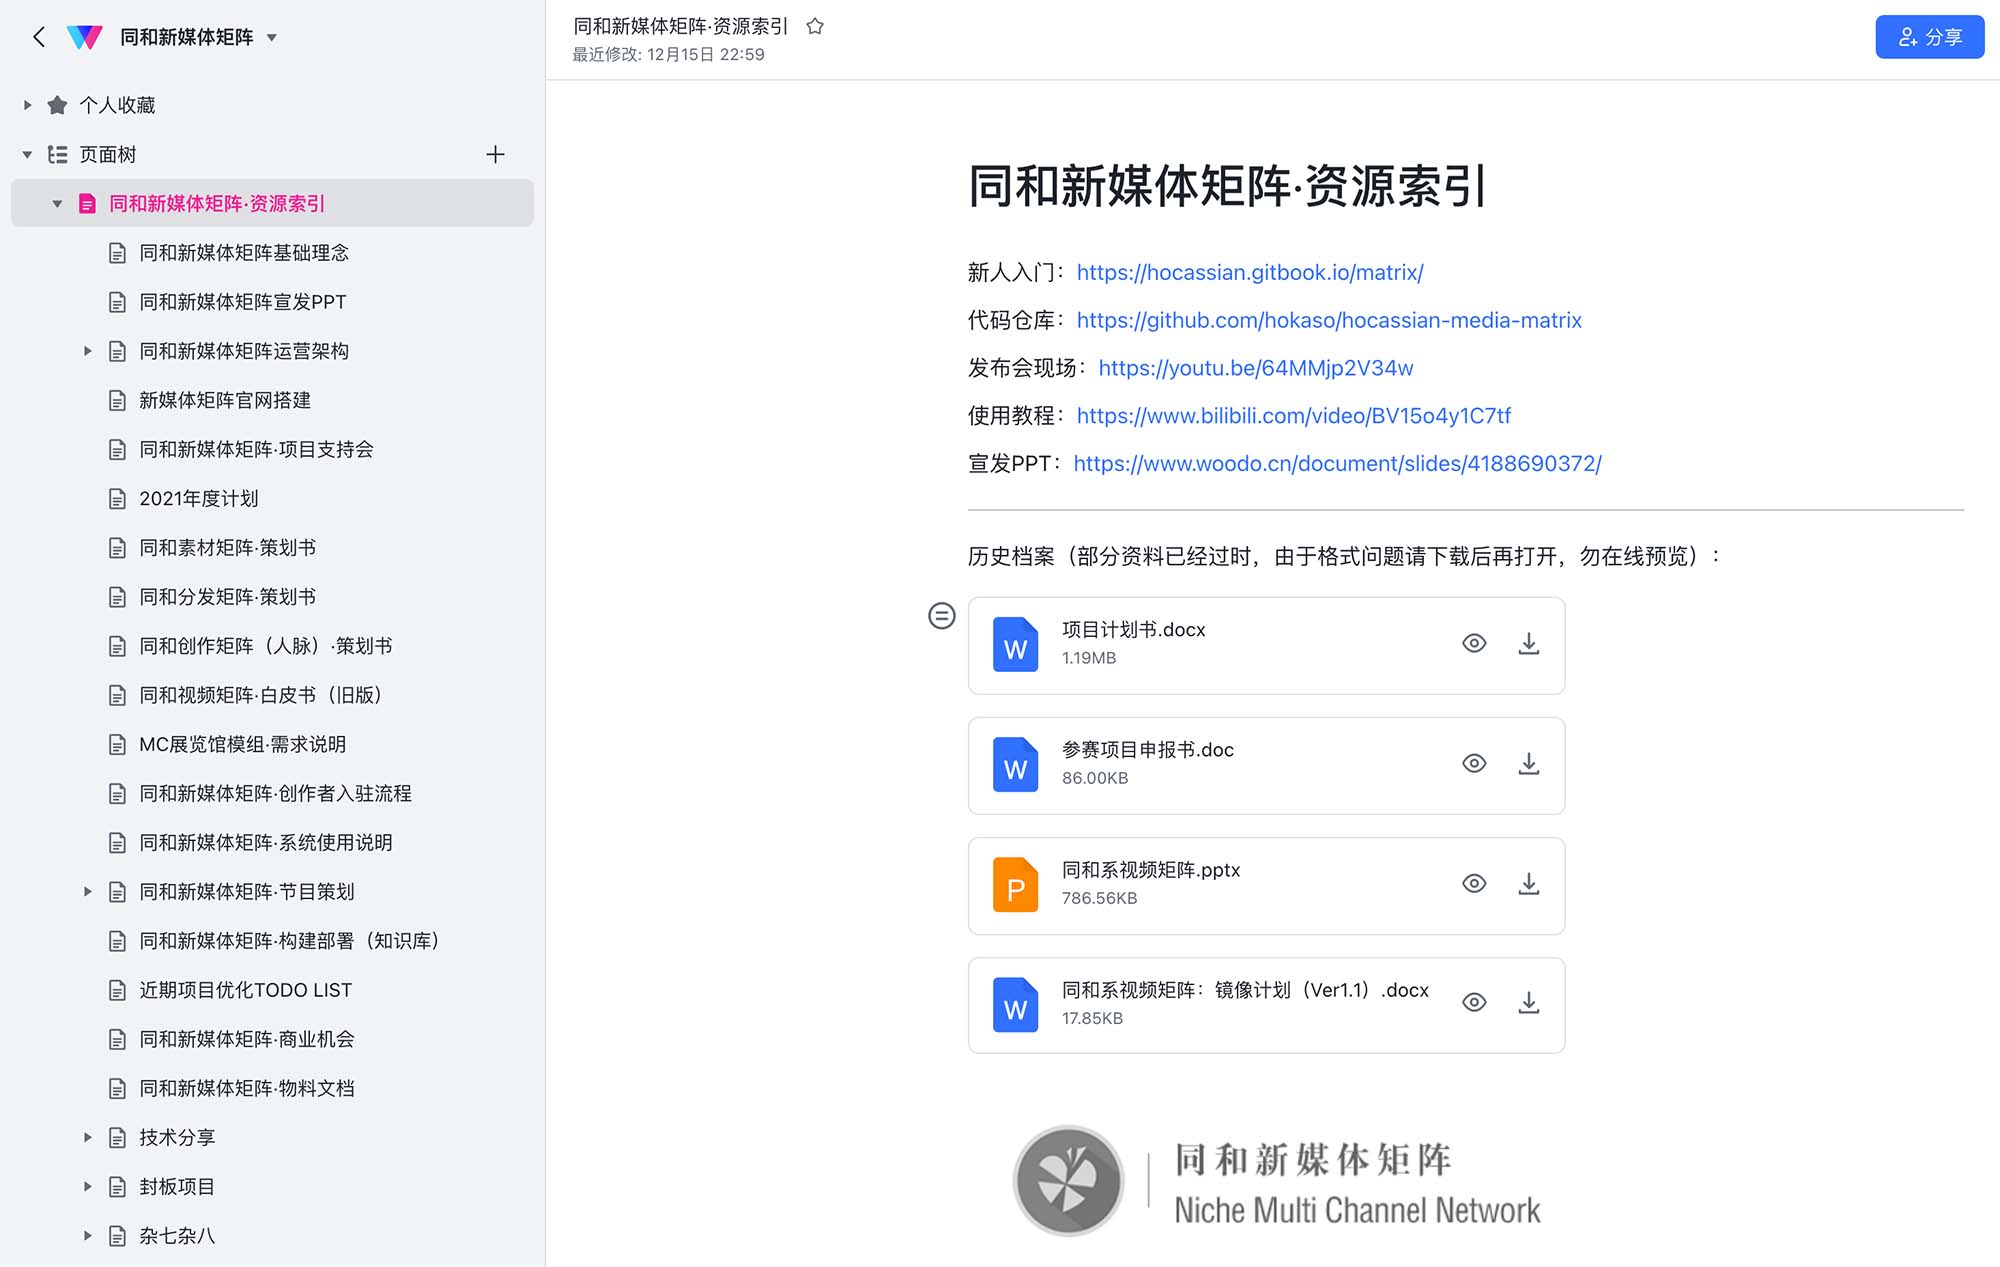 同和新媒体矩阵
个人收藏
页面树
同和新媒体矩阵·资源索引
同和新媒体矩阵基础理念
同和新媒体矩阵宣发PPT
同和新媒体矩阵运营架构
新媒体矩阵官网搭建
同和新媒体矩阵·项目支持会
2021年度计划
同和素材矩阵·策划书
同和分发矩阵·策划书
同和创作矩阵（人脉）·策划书
同和视频矩阵·白皮书（旧版）
MC展览馆模组·需求说明
同和新媒体矩阵·创作者入驻流程
同和新媒体矩阵·系统使用说明
同和新媒体矩阵·节目策划
同和新媒体矩阵·构建部署（知识库）
近期项目优化TODO LIST
同和新媒体矩阵·商业机会
同和新媒体矩阵·物料文档
技术分享
封板项目
杂七杂八
同和新媒体矩阵·资源索引
最近修改: 12月15日 22:59
分享
同和新媒体矩阵·资源索引
新人入门：https://hocassian.gitbook.io/matrix/
代码仓库：https://github.com/hokaso/hocassian-media-matrix
发布会现场：https://youtu.be/64MMjp2V34w
使用教程：https://www.bilibili.com/video/BV15o4y1C7tf
宣发PPT：https://www.woodo.cn/document/slides/4188690372/
历史档案（部分资料已经过时，由于格式问题请下载后再打开，勿在线预览）：
W
项目计划书.docx
1.19MB
W
参赛项目申报书.doc
86.00KB
P
同和系视频矩阵.pptx
786.56KB
W
同和系视频矩阵：镜像计划（Ver1.1）.docx
17.85KB
同和新媒体矩阵
Niche Multi Channel Network